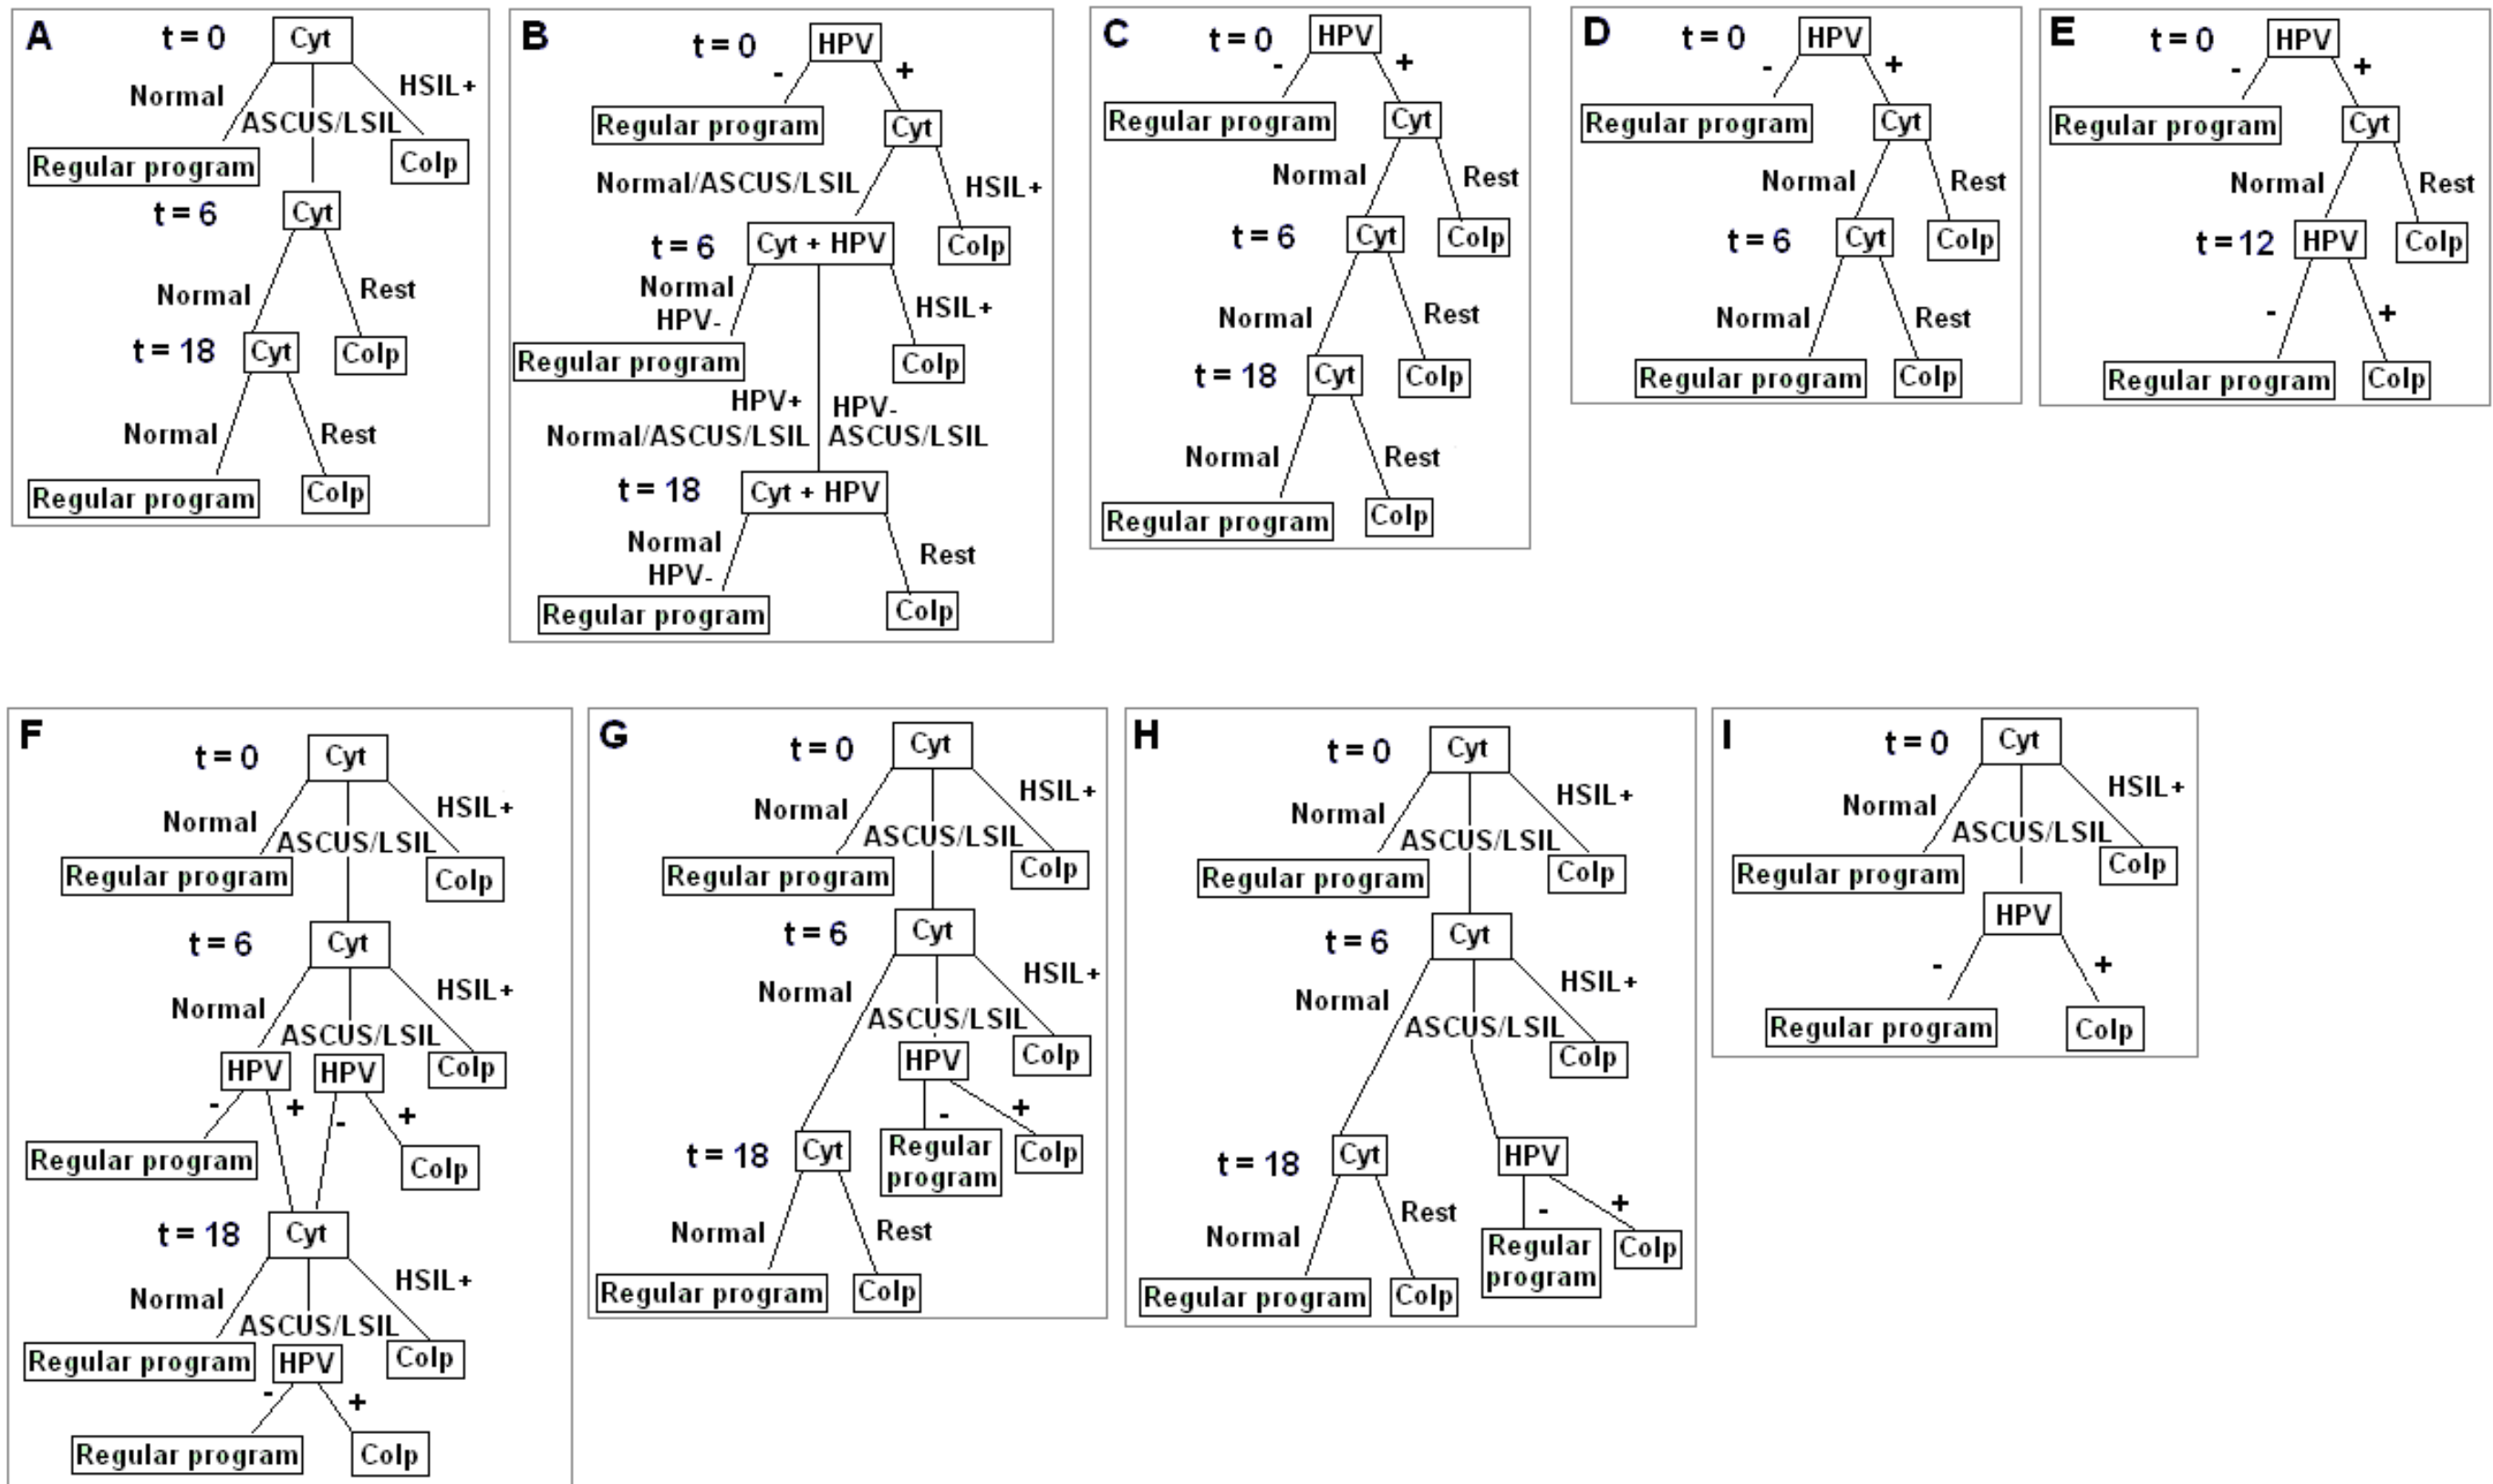 A
t = 0
Cyt
Normal
HSIL+
ASCUS/LSIL
Regular program
Colp
t = 6
Cyt
Normal
Rest
t = 18
Cyt
Colp
Normal
Rest
Regular program
Colp
B
t = 0
HPV
-
+
Regular program
Cyt
Normal/ASCUS/LSIL
HSIL+
t = 6
Cyt + HPV
Colp
Normal
HPV-
HSIL+
Regular program
Colp
HPV+
HPV-
Normal/ASCUS/LSIL
ASCUS/LSIL
t = 18
Cyt + HPV
Normal
HPV-
Rest
Regular program
Colp
C
t = 0
HPV
-
+
Regular program
Cyt
Normal
Rest
t = 6
Cyt
Colp
Normal
Rest
t = 18
Cyt
Colp
Normal
Rest
Regular program
Colp
D
t = 0
HPV
-
+
Regular program
Cyt
Normal
Rest
t = 6
Cyt
Colp
Normal
Rest
Regular program
Colp
E
t = 0
HPV
-
+
Regular program
Cyt
Normal
Rest
t = 12
HPV
Colp
-
+
Regular program
Colp
F
t = 0
Cyt
Normal
HSIL+
ASCUS/LSIL
Regular program
Colp
t = 6
Cyt
Normal
HSIL+
ASCUS/LSIL
HPV
HPV
Colp
-
+
-
+
Regular program
Colp
t = 18
Cyt
Normal
HSIL+
ASCUS/LSIL
Regular program
HPV
Colp
-
+
Regular program
Colp
G
t = 0
Cyt
Normal
HSIL+
ASCUS/LSIL
Regular program
Colp
t = 6
Cyt
Normal
HSIL+
ASCUS/LSIL
HPV
Colp
-
+
t = 18
Cyt
Regular
program
Colp
Normal
Rest
Regular program
Colp
H
t = 0
Cyt
Normal
HSIL+
ASCUS/LSIL
Regular program
Colp
t = 6
Cyt
Normal
HSIL+
ASCUS/LSIL
Colp
t = 18
Cyt
HPV
-
+
Normal
Rest
Regular
program
Colp
Regular program
Colp
I
t = 0
Cyt
Normal
HSIL+
ASCUS/LSIL
Regular program
Colp
HPV
-
+
Regular program
Colp